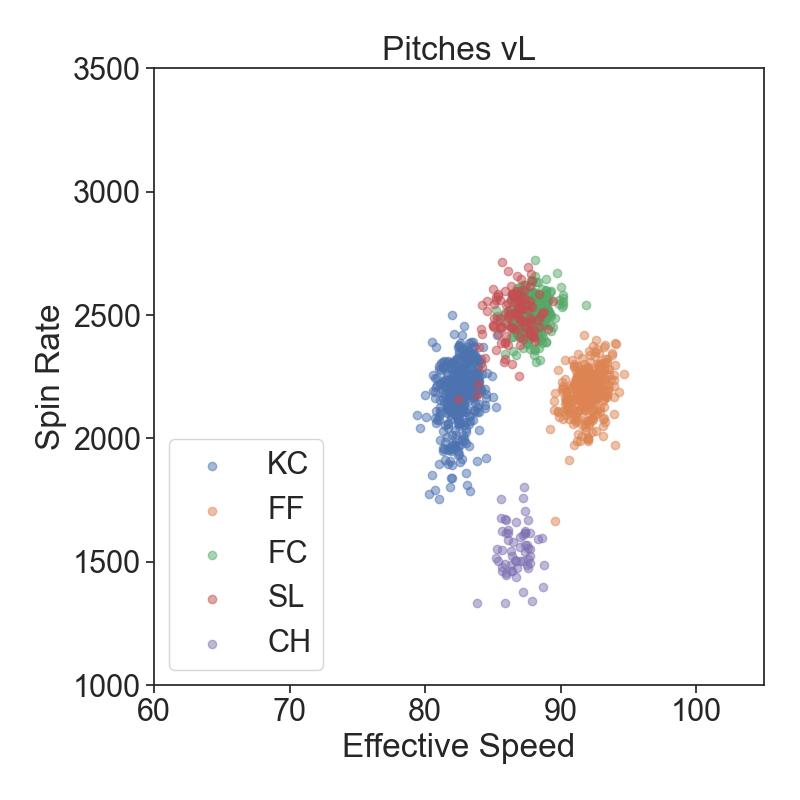 Pitches vL
3500
3000
2500
2000
1500
1000
Spin Rate
KC
FF
FC
SL
CH
60 70 80 90 100
Effective Speed